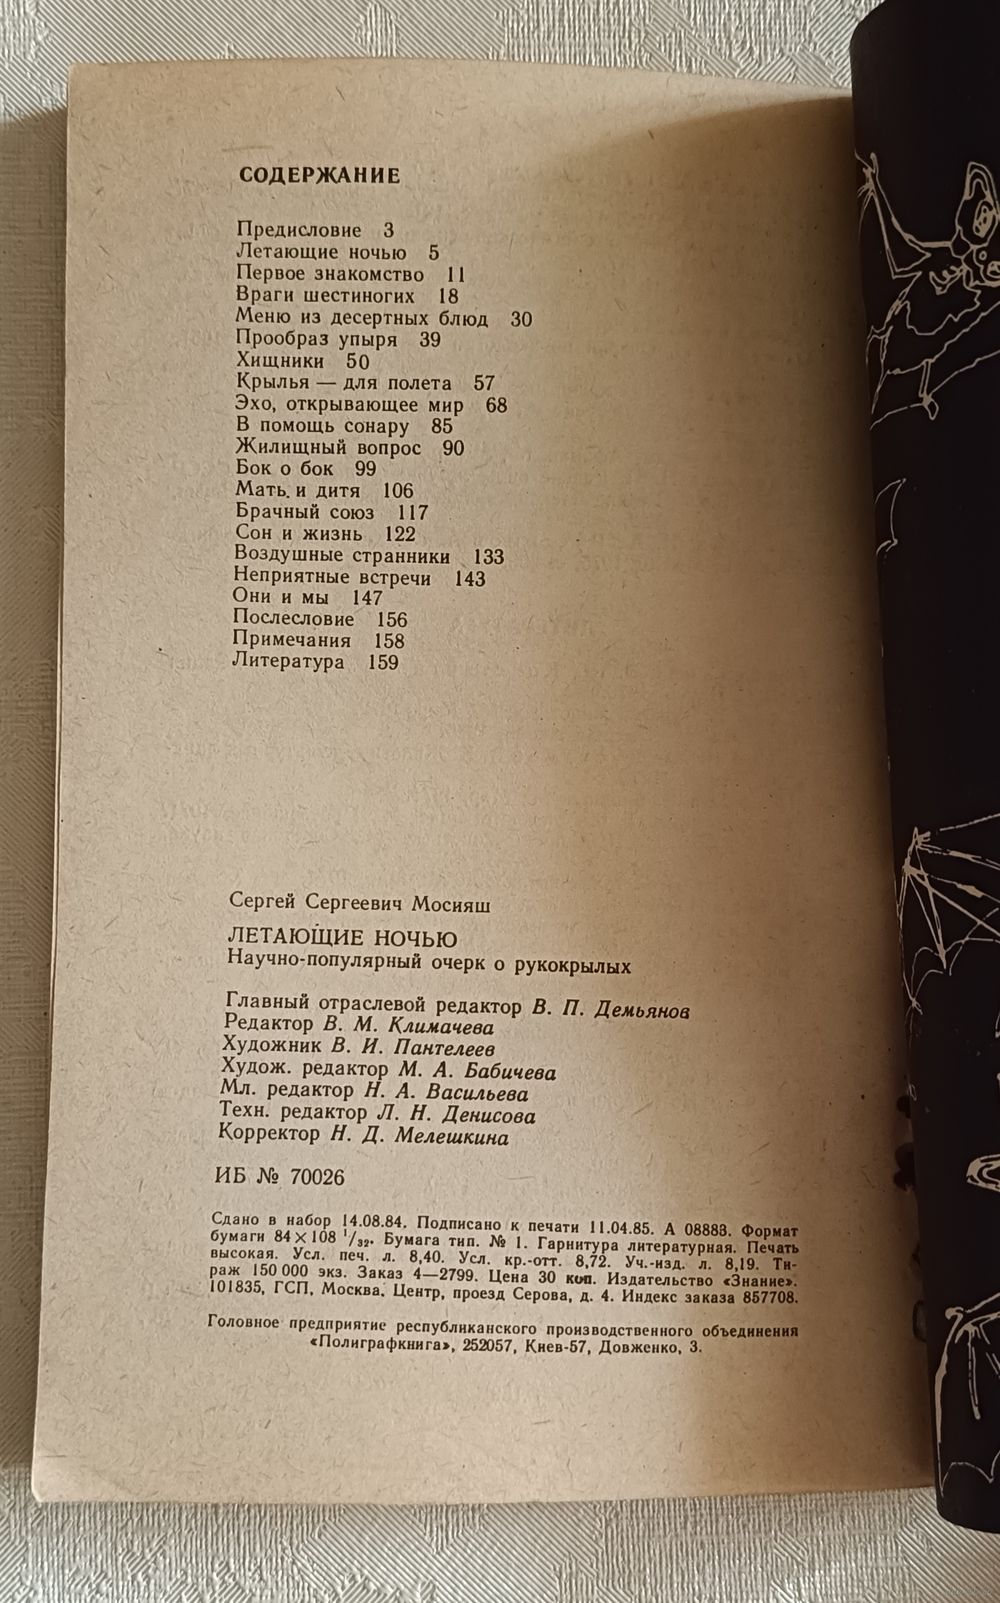 СОДЕРЖАНИЕ
Предисловие 3
Летающие ночью 5
Первое знакомство 11
Враги шестиногих 18
Меню из десертных блюд 30
Прообраз упыря 39
Хищники 50
Крылья — для полета 57
Эхо, открывающее мир 68
В помощь сонару 85
Жилищный вопрос 90
Бок о бок 99
Мать и дитя 106
Брачный союз 117
Сон и жизнь 122
Воздушные странники 133
Неприятные встречи 143
Они и мы 147
Послесловие 156
Примечания 158
Литература 159
Сергей Сергеевич Мосияш
ЛЕТАЮЩИЕ НОЧЬЮ
Научно-популярный очерк о рукокрылых
Главный отраслевой редактор В. П. Демьянов
Редактор В. М. Климачева
Художник В. И. Пантелеев
Худож. редактор М. А. Бабичева
Мл. редактор Н. А. Васильева
Техн. редактор Л. Н. Денисова
Корректор Н. Д. Мелешкина
ИБ № 70026
Сдано в набор 14.08.84. Подписано к печати 11.04.85. А 08883. Формат
бумаги 84×108 1/32. Бумага тип. № 1. Гарнитура литературная. Печать
высокая. Усл. печ. л. 8,40. Усл. кр.-отт. 8,72. Уч.-изд. л. 8,19. Ти-
раж 150 000 экз. Заказ 4—2799. Цена 30 коп. Издательство «Знание».
101835, ГСП, Москва, Центр, проезд Серова, д. 4. Индекс заказа 857708.
Головное предприятие республиканского производственного объединения
«Полиграфкнига», 252057, Киев-57, Довженко, 3.